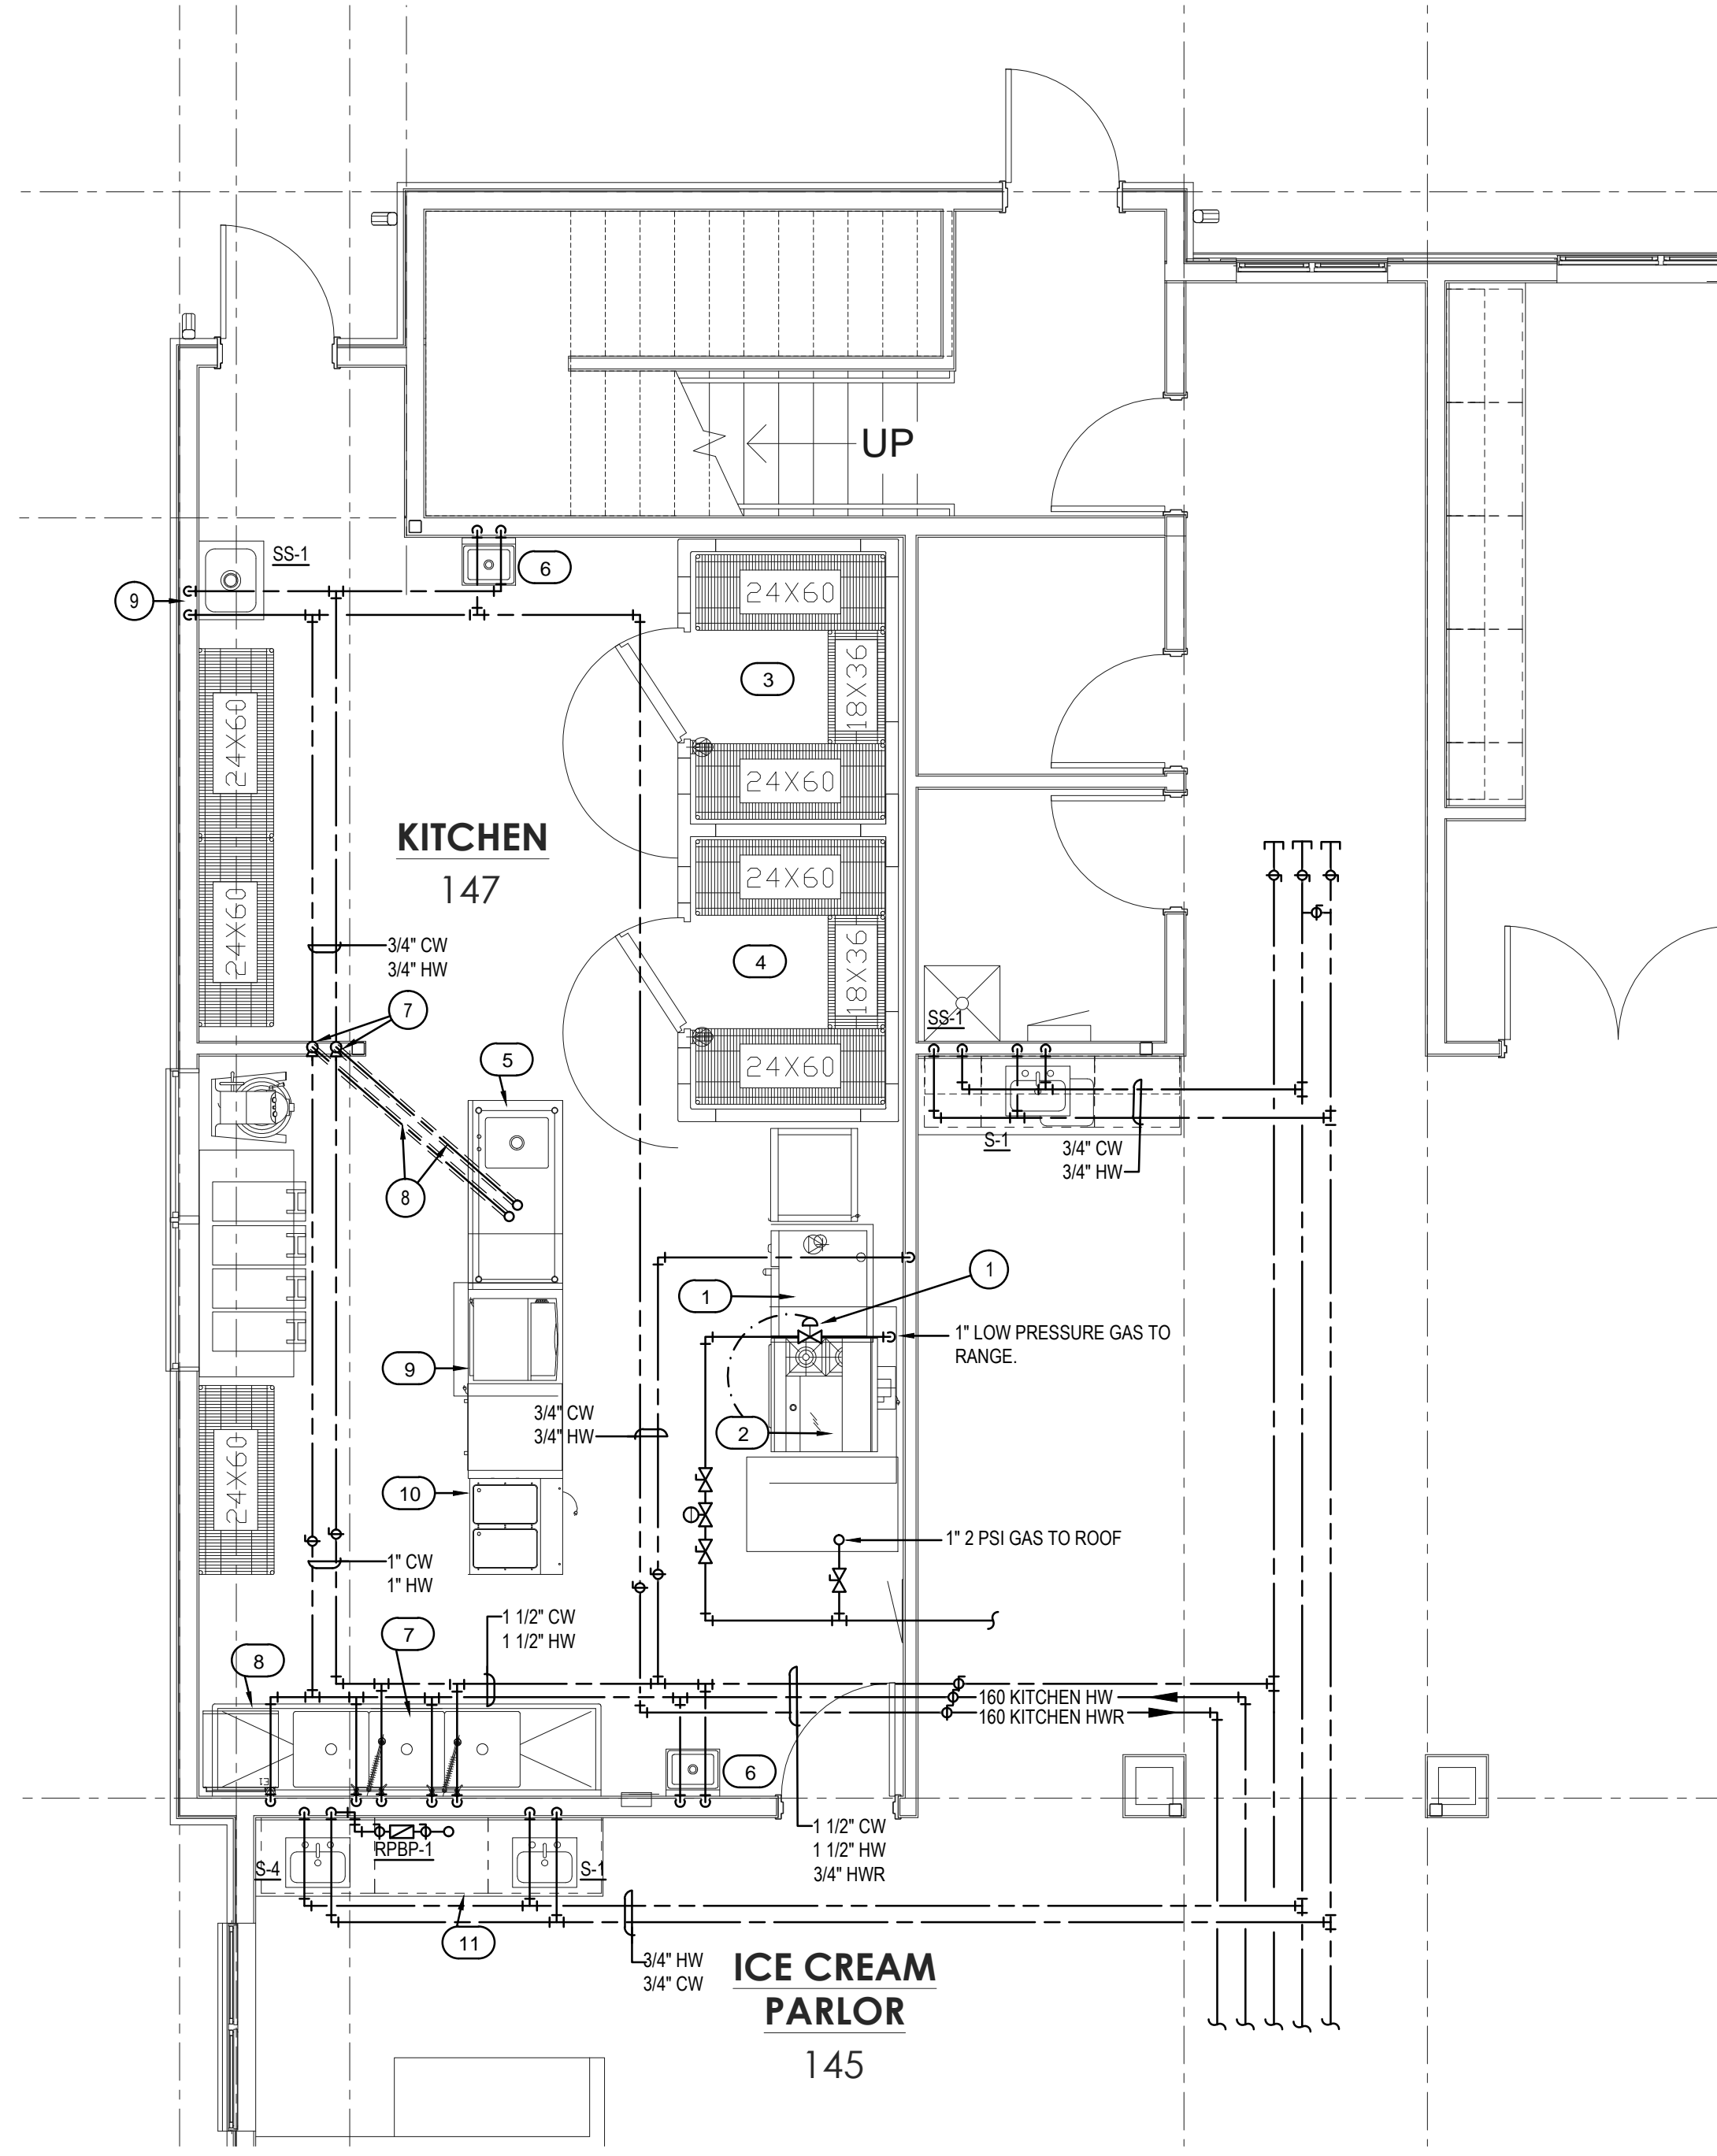 UP
SS-1
6
9
24X60
3
18X36
24X60
24X60
KITCHEN
147
24X60
24X60
3/4" CW
3/4" HW
4
18X36
7
SS-1
5
24X60
S-1
3/4" CW
3/4" HW
8
1
1
1" LOW PRESSURE GAS TO
RANGE.
9
3/4" CW
3/4" HW
2
24X60
10
1" 2 PSI GAS TO ROOF
1" CW
1" HW
1 1/2" CW
1 1/2" HW
7
8
160 KITCHEN HW
160 KITCHEN HWR
6
1 1/2" CW
1 1/2" HW
3/4" HWR
RPBP-1
S-4
S-1
11
3/4" HW
3/4" CW
ICE CREAM
PARLOR
145